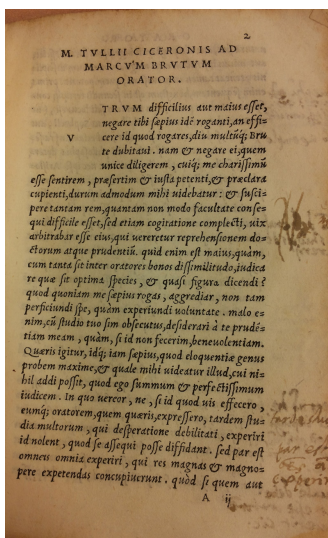 2
M. TVLLII CICERONIS AD
MARCVM BRVTVM
ORATOR.
TRVM difficilius aut maius esset,
negare tibi sæpius idē roganti, an effi-
cere id quod rogares, diu multūq; Bru
V
te dubitaui. nam & negare ei, quem
unice diligerem, cuiq; me charissimū
esse sentirem, præsertim & iusta petenti, & præclara
cupienti, durum admodum mihi uidebatur: & susci-
pere tantam rem, quantam non modo facultate conse-
qui difficile esset, sed etiam cogitatione complecti, uix
arbitrabar esse eius, qui uereretur reprehensionem do-
ctorum atque prudentiū. quid enim est maius, quàm,
cum tanta sit inter oratores bonos dissimilitudo, iudica
re quæ sit optima species, & quasi figura dicendi?
quod quoniam me sæpius rogas, aggrediar, non tam
perficiundi spe, quàm experiundi uoluntate. malo e-
nim, cū studio tuo sim obsecutus, desiderari à te prudē-
tiam meam, quàm, si id non fecerim, beneuolentiam.
Quæris igitur, idq; iam sæpius, quod eloquentiæ genus
probem maxime, & quale mihi uideatur illud, cui ni-
hil addi possit, quod ego summum & perfectissimum
iudicem. In quo uereor, ne, si id quod uis effecero,
eumq; oratorem, quem quæris, expressero, tardem stu-
dia multorum, qui desperatione debilitati, experiri
id nolent, quod se assequi posse diffidant. sed par est
omneis omnia experiri, qui res magnas & magno-
pere expetendas concupiuerunt. quòd si quem aut
A ij